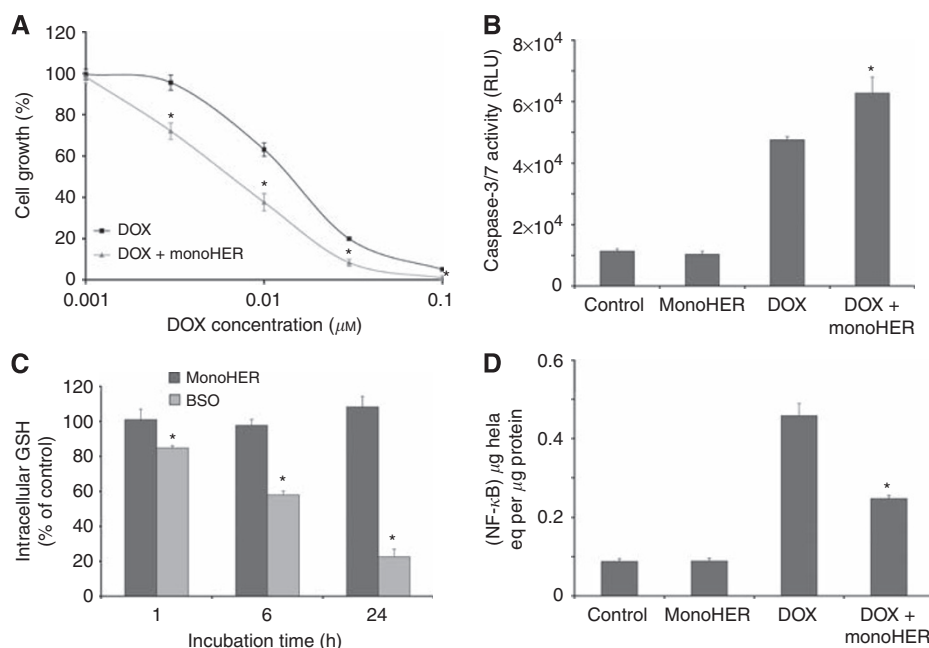 A
Cell growth (%)
120
100
80
60
40
20
0
DOX
DOX + monoHER
* * * *
0.001 0.01 0.1
DOX concentration (µM)
B
Caspase-3/7 activity (RLU)
8×10⁴
6×10⁴
4×10⁴
2×10⁴
0
*
Control MonoHER DOX DOX +
monoHER
C
Intracellular GSH
(% of control)
120
100
80
60
40
20
0
MonoHER
BSO
* * *
1 6 24
Incubation time (h)
D
(NF-κB) µg hela
eq per µg protein
0.6
0.4
0.2
0
*
Control MonoHER DOX DOX +
monoHER